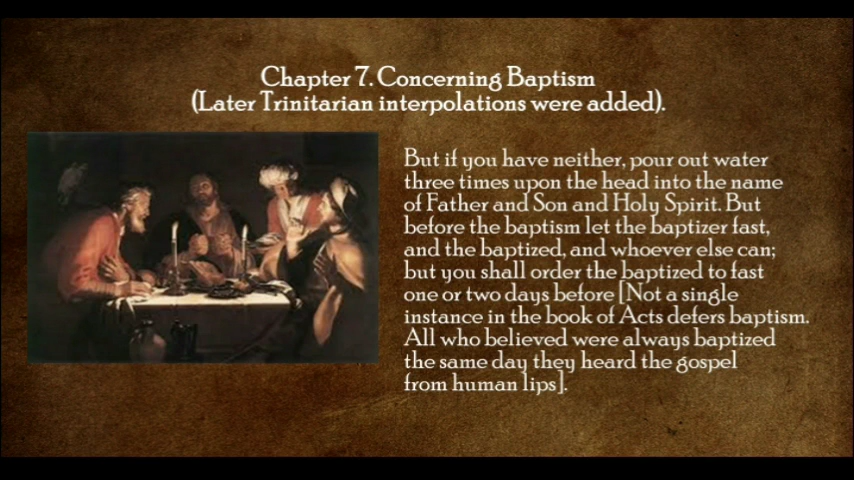 Chapter 7. Concerning Baptism
(Later Trinitarian interpolations were added).
But if you have neither, pour out water
three times upon the head into the name
of Father and Son and Holy Spirit. But
before the baptism let the baptizer fast,
and the baptized, and whoever else can;
but you shall order the baptized to fast
one or two days before [Not a single
instance in the book of Acts defers baptism.
All who believed were always baptized
the same day they heard the gospel
from human lips].